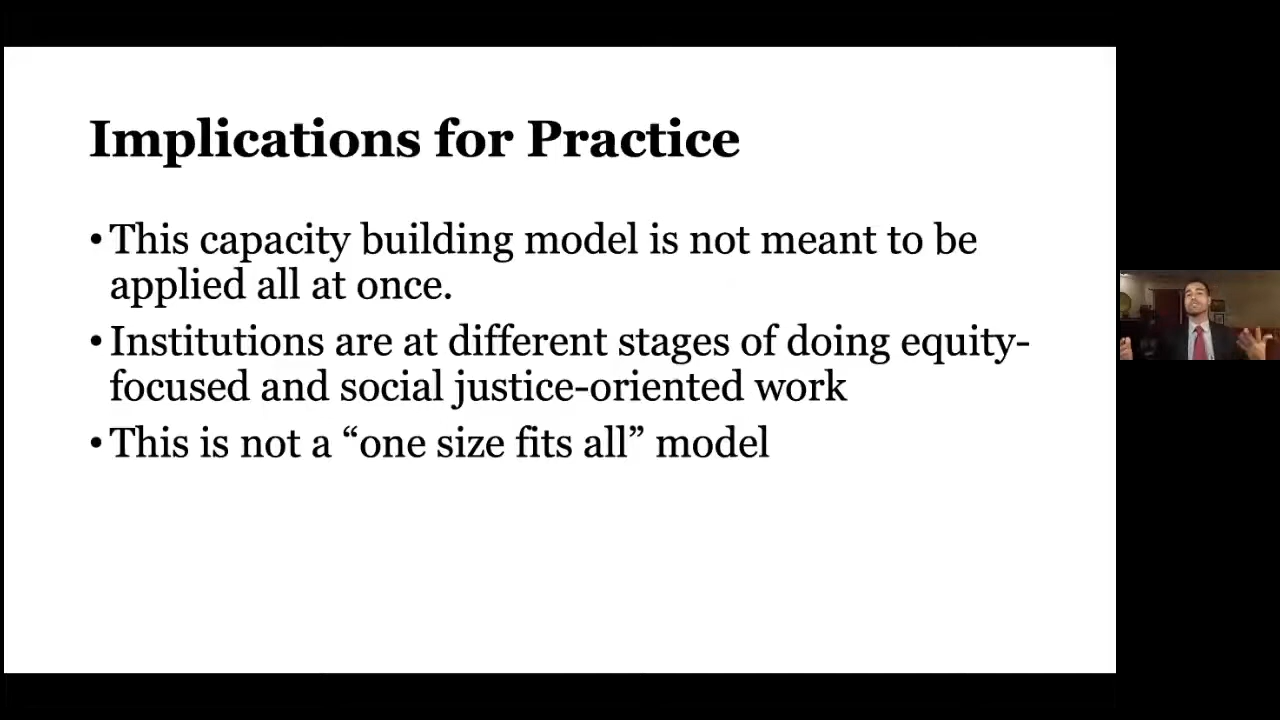 Implications for Practice
• This capacity building model is not meant to be
applied all at once.
• Institutions are at different stages of doing equity-
focused and social justice-oriented work
• This is not a “one size fits all” model